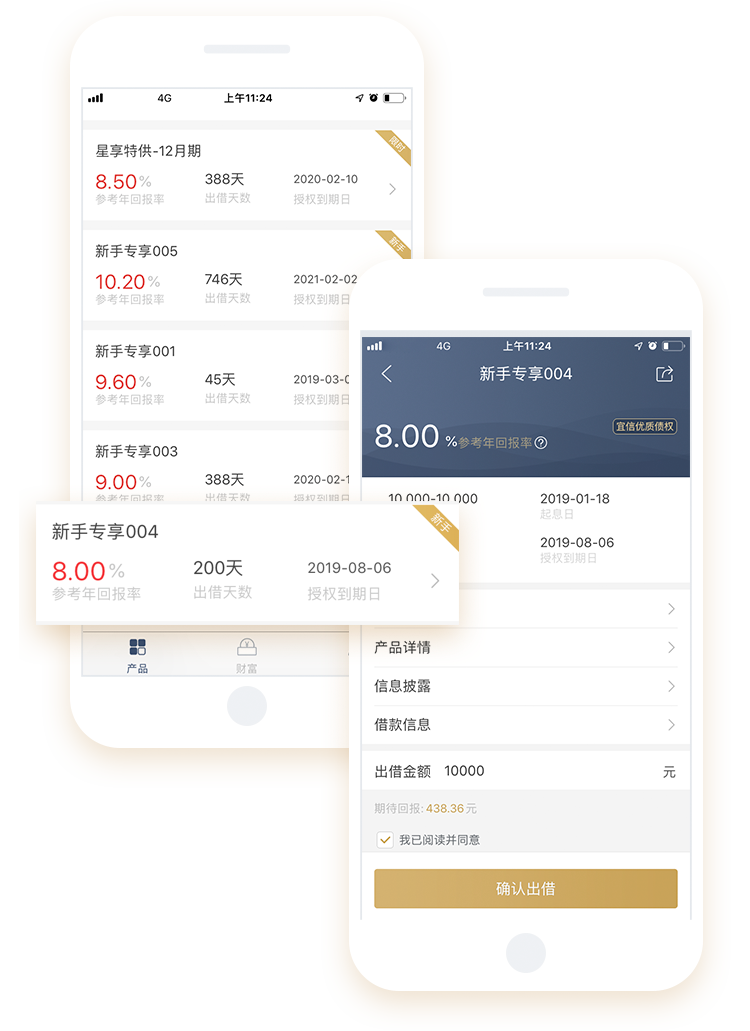 4G
上午11:24
星享特供-12月期
限时
8.50%
388天
2020-02-10
参考年回报率
出借天数
授权到期日
新手专享005
新手
10.20%
746天
2021-02-02
参考年回报率
出借天数
授权到期日
新手专享001
9.60%
45天
2019-03-0
参考年回报率
出借天数
授权到期
新手专享003
9.00%
388天
2020-02-1
参考年回报率
出借天数
授权到期
新手专享004
新手
8.00%
200天
2019-08-06
参考年回报率
出借天数
授权到期日
产品
财富
4G
上午11:24
新手专享004
8.00%参考年回报率?
宜信优质债权
10,000-10,000
2019-01-18
起息日
2019-08-06
授权到期日
产品详情
信息披露
借款信息
出借金额 10000 元
期待回报:438.36元
我已阅读并同意
确认出借